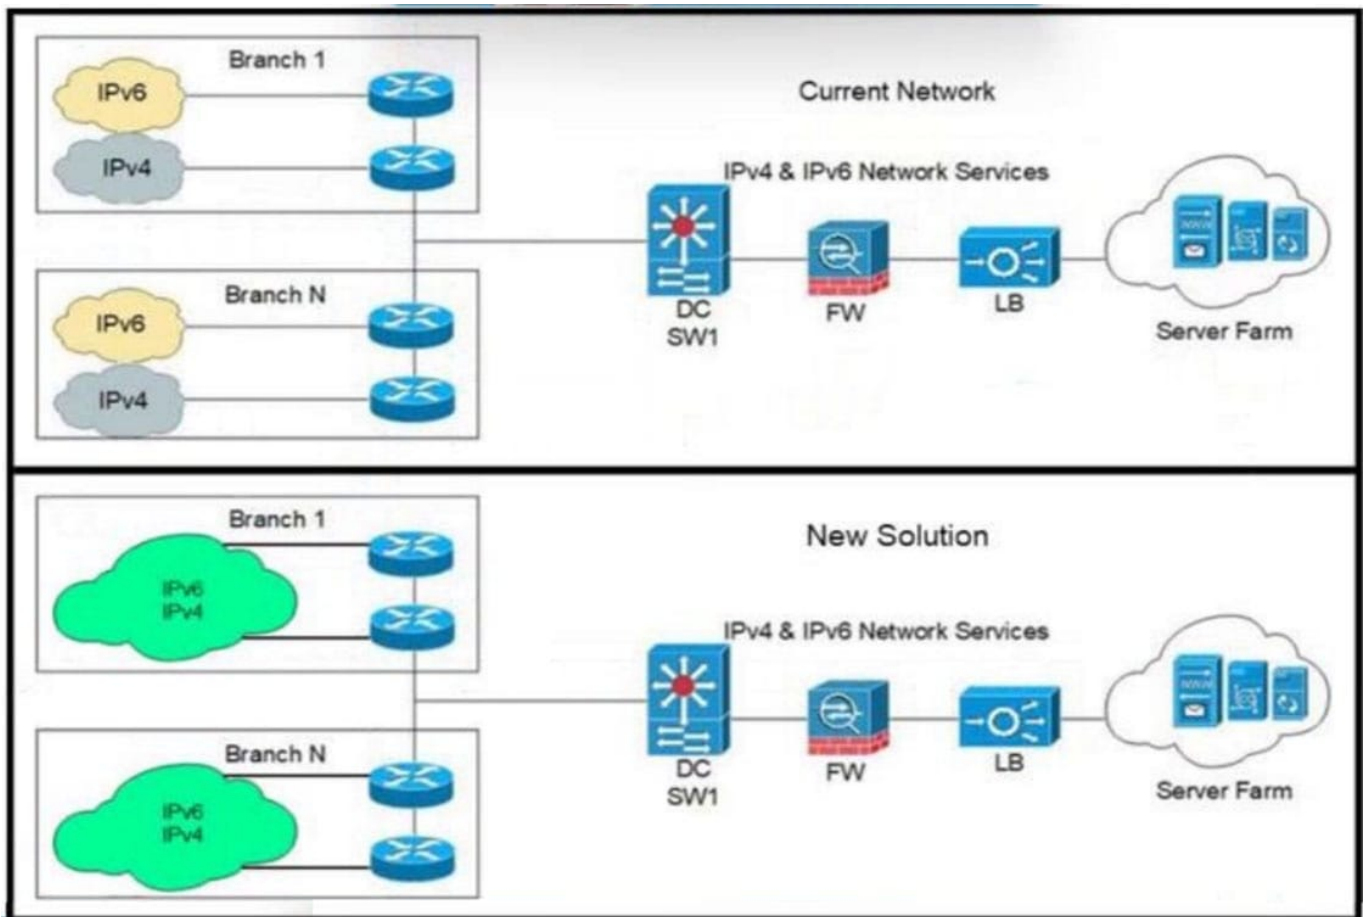 Branch 1
IPv6
IPv4
Current Network
IPv4 & IPv6 Network Services
DC
SW1
FW
LB
Server Farm
Branch N
IPv6
IPv4
Branch 1
IPv6
IPv4
New Solution
IPv4 & IPv6 Network Services
DC
SW1
FW
LB
Server Farm
Branch N
IPv6
IPv4